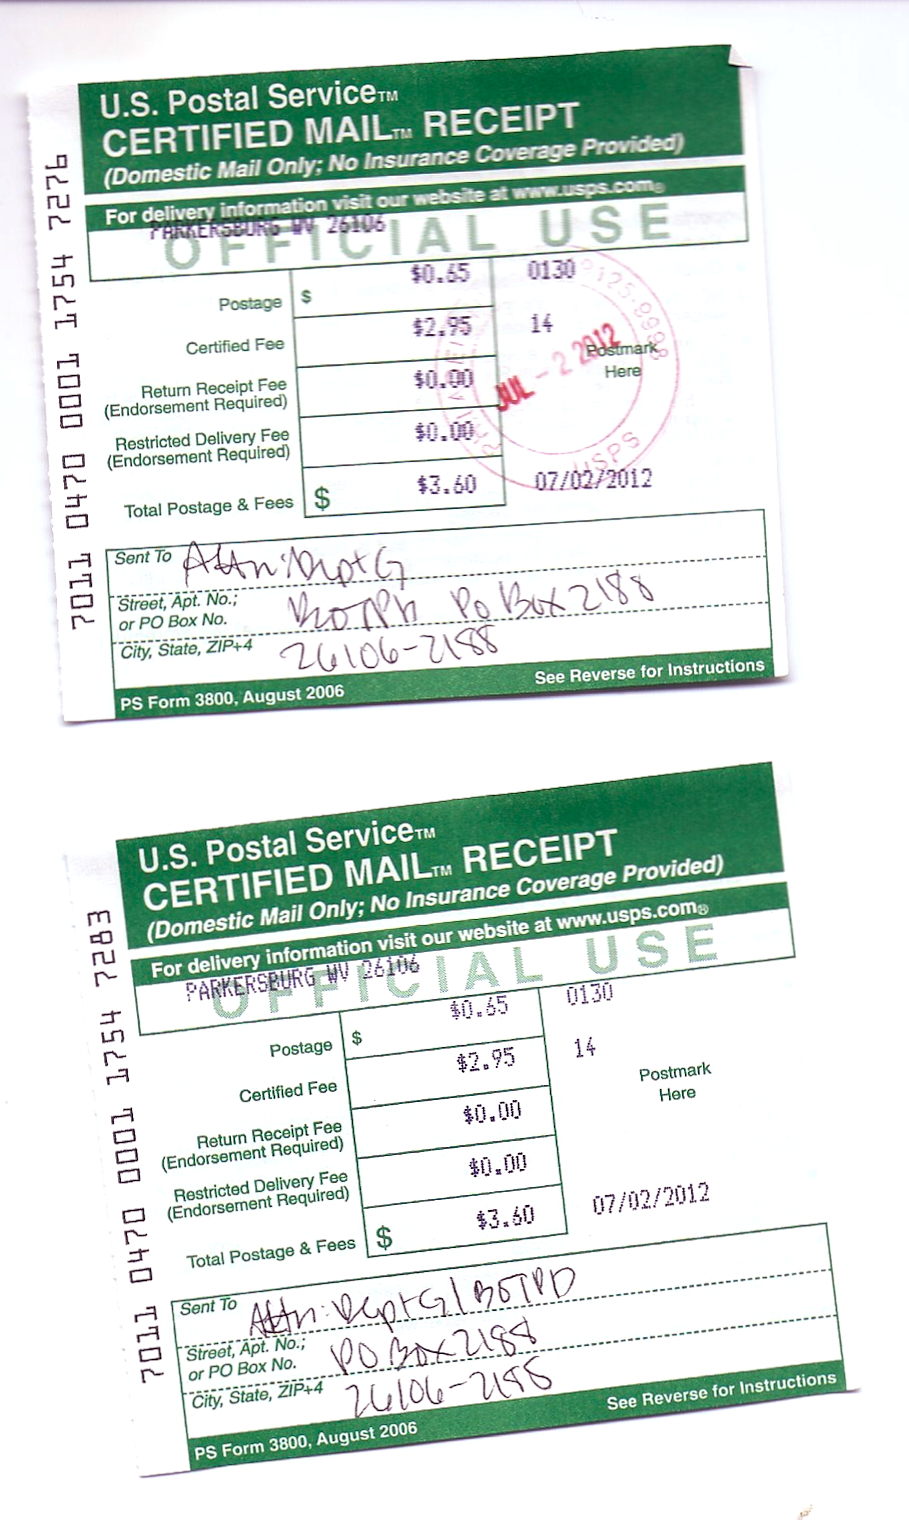 U.S. Postal Service™
CERTIFIED MAIL™ RECEIPT
(Domestic Mail Only; No Insurance Coverage Provided)
For delivery information visit our website at www.usps.com®
PARKERSBURG WV 26106
OFFICIAL USE
Postage $ $0.65 0130
Certified Fee $2.95 14
Return Receipt Fee
(Endorsement Required) $0.00
Postmark
Here
JUL - 2 2012
USPS
Restricted Delivery Fee
(Endorsement Required) $0.00
Total Postage & Fees $ $3.60 07/02/2012
Sent To Attn: Dept G
Street, Apt. No.;
or PO Box No. PO Box 2188
City, State, ZIP+4 26106-2188
PS Form 3800, August 2006 See Reverse for Instructions
7011 0470 0001 1754 7276
U.S. Postal Service™
CERTIFIED MAIL™ RECEIPT
(Domestic Mail Only; No Insurance Coverage Provided)
For delivery information visit our website at www.usps.com®
PARKERSBURG WV 26106
OFFICIAL USE
Postage $ $0.65 0130
Certified Fee $2.95 14
Postmark
Here
Return Receipt Fee
(Endorsement Required) $0.00
Restricted Delivery Fee
(Endorsement Required) $0.00
Total Postage & Fees $ $3.60 07/02/2012
Sent To Attn: Dept G/BOTPD
Street, Apt. No.;
or PO Box No. PO Box 2188
City, State, ZIP+4 26106-2188
PS Form 3800, August 2006 See Reverse for Instructions
7011 0470 0001 1754 7283